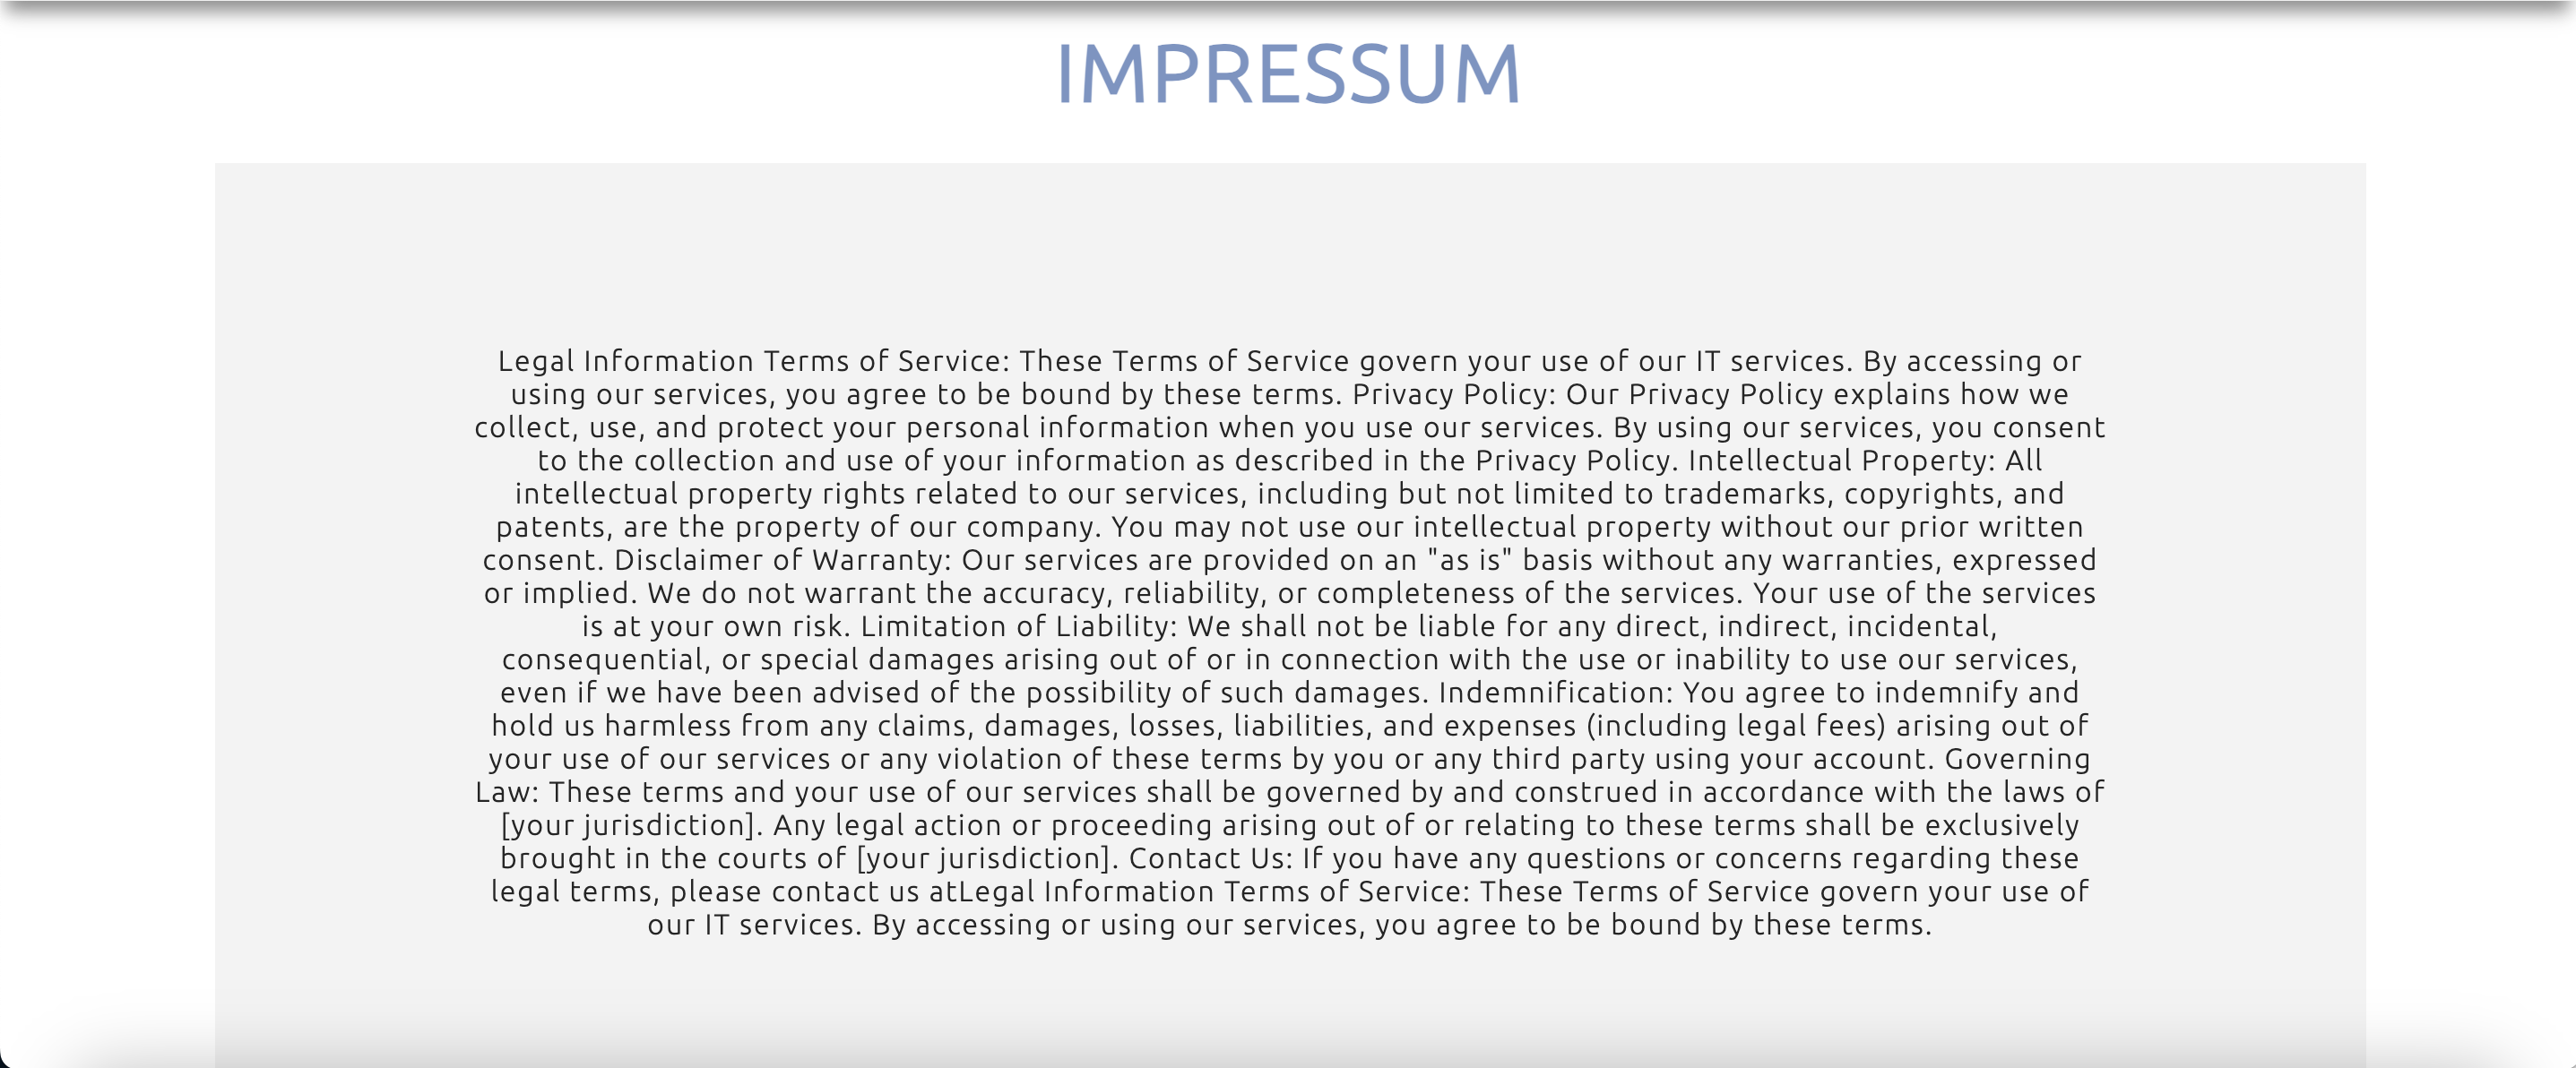 IMPRESSUM
Legal Information Terms of Service: These Terms of Service govern your use of our IT services. By accessing or
using our services, you agree to be bound by these terms. Privacy Policy: Our Privacy Policy explains how we
collect, use, and protect your personal information when you use our services. By using our services, you consent
to the collection and use of your information as described in the Privacy Policy. Intellectual Property: All
intellectual property rights related to our services, including but not limited to trademarks, copyrights, and
patents, are the property of our company. You may not use our intellectual property without our prior written
consent. Disclaimer of Warranty: Our services are provided on an "as is" basis without any warranties, expressed
or implied. We do not warrant the accuracy, reliability, or completeness of the services. Your use of the services
is at your own risk. Limitation of Liability: We shall not be liable for any direct, indirect, incidental,
consequential, or special damages arising out of or in connection with the use or inability to use our services,
even if we have been advised of the possibility of such damages. Indemnification: You agree to indemnify and
hold us harmless from any claims, damages, losses, liabilities, and expenses (including legal fees) arising out of
your use of our services or any violation of these terms by you or any third party using your account. Governing
Law: These terms and your use of our services shall be governed by and construed in accordance with the laws of
[your jurisdiction]. Any legal action or proceeding arising out of or relating to these terms shall be exclusively
brought in the courts of [your jurisdiction]. Contact Us: If you have any questions or concerns regarding these
legal terms, please contact us atLegal Information Terms of Service: These Terms of Service govern your use of
our IT services. By accessing or using our services, you agree to be bound by these terms.